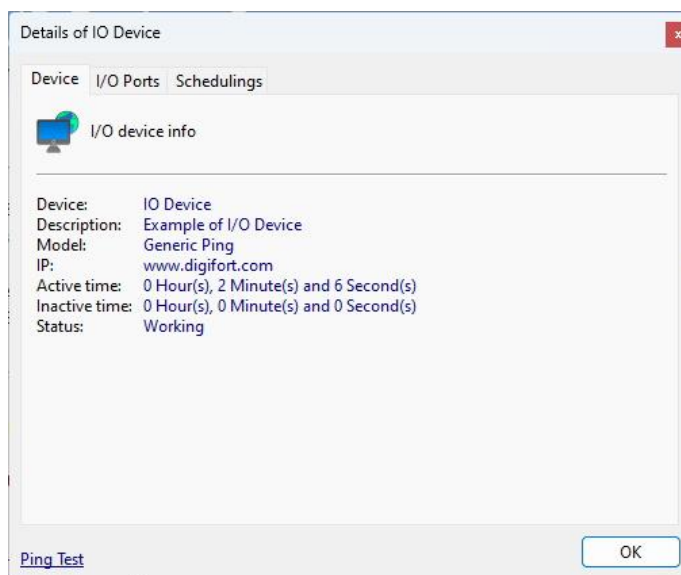 Details of IO Device
x
Device I/O Ports Schedulings
I/O device info
Device: IO Device
Description: Example of I/O Device
Model: Generic Ping
IP: www.digifort.com
Active time: 0 Hour(s), 2 Minute(s) and 6 Second(s)
Inactive time: 0 Hour(s), 0 Minute(s) and 0 Second(s)
Status: Working
Ping Test
OK